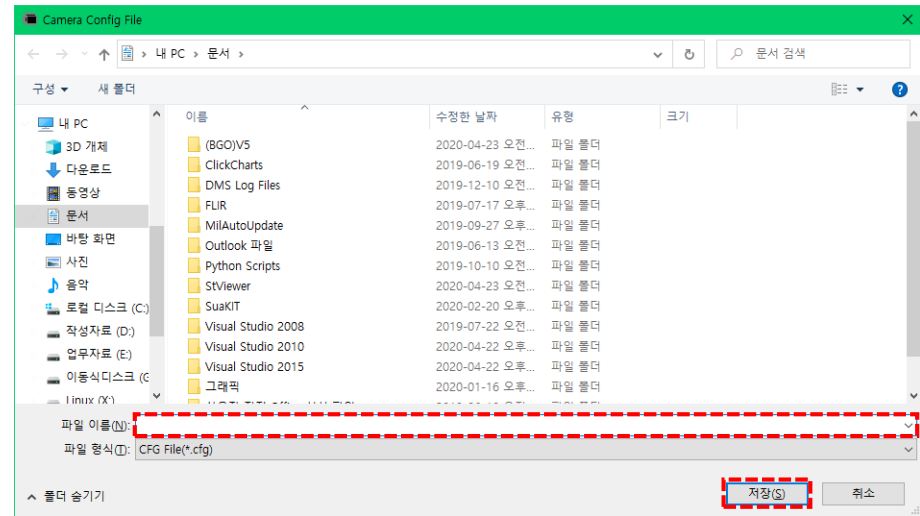 Camera Config File
내 PC > 문서 >
문서 검색
구성 새 폴더
이름 수정한 날짜 유형 크기
내 PC
3D 개체
다운로드
동영상
문서
바탕 화면
사진
음악
로컬 디스크 (C:)
작성자료 (D:)
업무자료 (E:)
이동식디스크 (G
Linux (X:)
(BGO)V5 2020-04-23 오전... 파일 폴더
ClickCharts 2019-06-19 오전... 파일 폴더
DMS Log Files 2019-12-10 오전... 파일 폴더
FLIR 2019-07-17 오후... 파일 폴더
MilAutoUpdate 2019-09-27 오후... 파일 폴더
Outlook 파일 2019-06-13 오전... 파일 폴더
Python Scripts 2019-10-10 오전... 파일 폴더
StViewer 2020-04-23 오전... 파일 폴더
SuaKIT 2020-02-20 오후... 파일 폴더
Visual Studio 2008 2019-07-22 오전... 파일 폴더
Visual Studio 2010 2020-04-22 오후... 파일 폴더
Visual Studio 2015 2020-04-22 오후... 파일 폴더
그래픽 2020-01-16 오후... 파일 폴더
파일 이름(N):
파일 형식(T): CFG File(*.cfg)
폴더 숨기기
저장(S) 취소